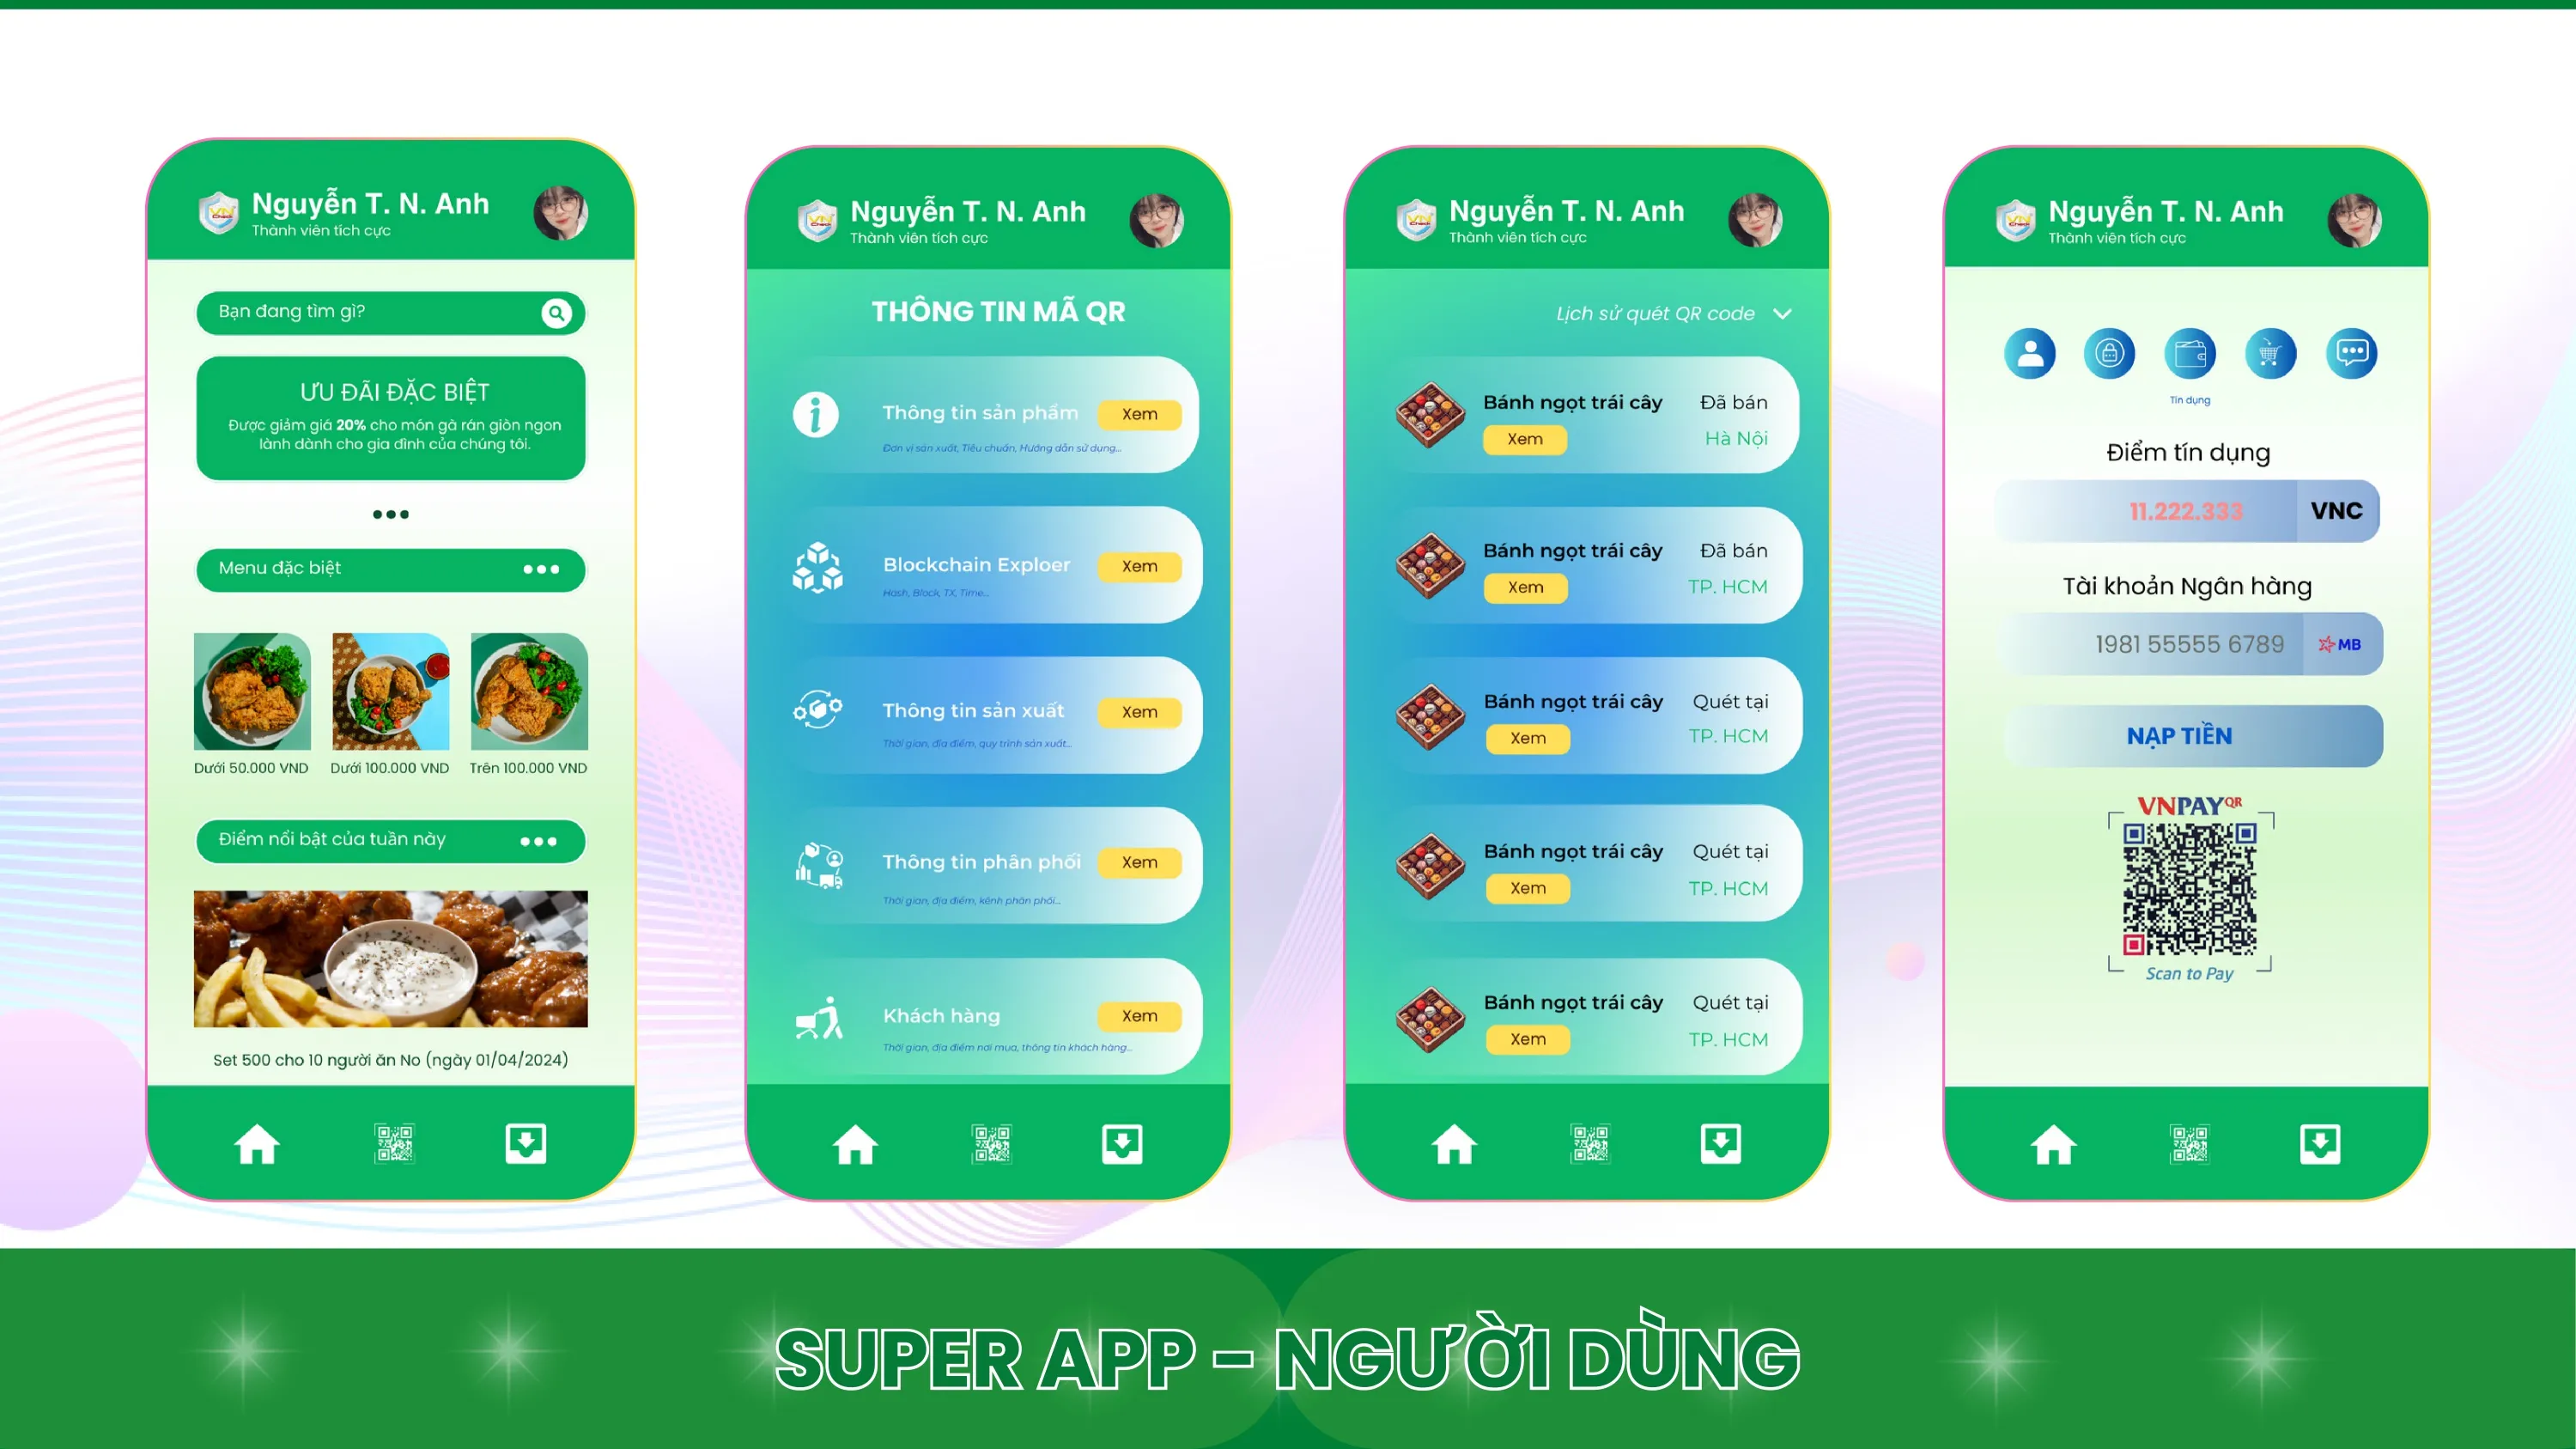 Nguyễn T. N. Anh
Thành viên tích cực
Bạn đang tìm gì?
ƯU ĐÃI ĐẶC BIỆT
Được giảm giá 20% cho món gà rán giòn ngon
lành dành cho gia đình của chúng tôi.
Menu đặc biệt
Dưới 50.000 VND
Dưới 100.000 VND
Trên 100.000 VND
Điểm nổi bật của tuần này
Set 500 cho 10 người ăn No (ngày 01/04/2024)
Nguyễn T. N. Anh
Thành viên tích cực
THÔNG TIN MÃ QR
Thông tin sản phẩm
Xem
Đơn vị sản xuất, Tiêu chuẩn, Hướng dẫn sử dụng...
Blockchain Exploer
Xem
Hash, Block, TX, Time...
Thông tin sản xuất
Xem
Thời gian, địa điểm, quy trình sản xuất...
Thông tin phân phối
Xem
Thời gian, địa điểm, kênh phân phối...
Khách hàng
Xem
Thời gian, địa điểm nơi mua, thông tin khách hàng...
Nguyễn T. N. Anh
Thành viên tích cực
Lịch sử quét QR code
Bánh ngọt trái cây
Đã bán
Xem
Hà Nội
Bánh ngọt trái cây
Đã bán
Xem
TP. HCM
Bánh ngọt trái cây
Quét tại
Xem
TP. HCM
Bánh ngọt trái cây
Quét tại
Xem
TP. HCM
Bánh ngọt trái cây
Quét tại
Xem
TP. HCM
Nguyễn T. N. Anh
Thành viên tích cực
Tín dụng
Điểm tín dụng
11.222.333
VNC
Tài khoản Ngân hàng
1981 55555 6789
MB
NẠP TIỀN
VNPAYQR
Scan to Pay
SUPER APP – NGƯỜI DÙNG